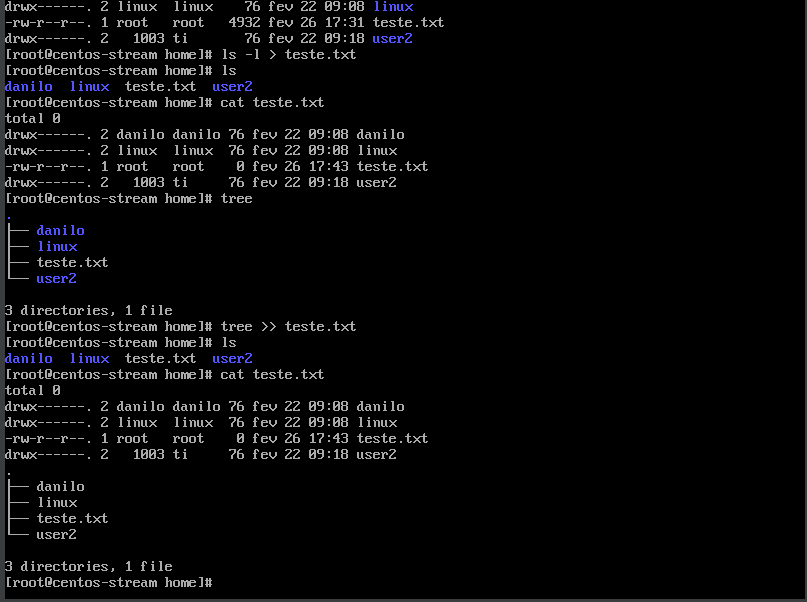 drwx------. 2 linux  linux    76 fev 22 09:08 linux
-rw-r--r--. 1 root   root   4932 fev 26 17:31 teste.txt
drwx------. 2   1003 ti       76 fev 22 09:18 user2
[root@centos-stream home]# ls -l > teste.txt
[root@centos-stream home]# ls
danilo  linux  teste.txt  user2
[root@centos-stream home]# cat teste.txt
total 0
drwx------. 2 danilo danilo 76 fev 22 09:08 danilo
drwx------. 2 linux  linux  76 fev 22 09:08 linux
-rw-r--r--. 1 root   root    0 fev 26 17:43 teste.txt
drwx------. 2   1003 ti     76 fev 22 09:18 user2
[root@centos-stream home]# tree
.
├── danilo
├── linux
├── teste.txt
└── user2

3 directories, 1 file
[root@centos-stream home]# tree >> teste.txt
[root@centos-stream home]# ls
danilo  linux  teste.txt  user2
[root@centos-stream home]# cat teste.txt
total 0
drwx------. 2 danilo danilo 76 fev 22 09:08 danilo
drwx------. 2 linux  linux  76 fev 22 09:08 linux
-rw-r--r--. 1 root   root    0 fev 26 17:43 teste.txt
drwx------. 2   1003 ti     76 fev 22 09:18 user2
.
├── danilo
├── linux
├── teste.txt
└── user2

3 directories, 1 file
[root@centos-stream home]#